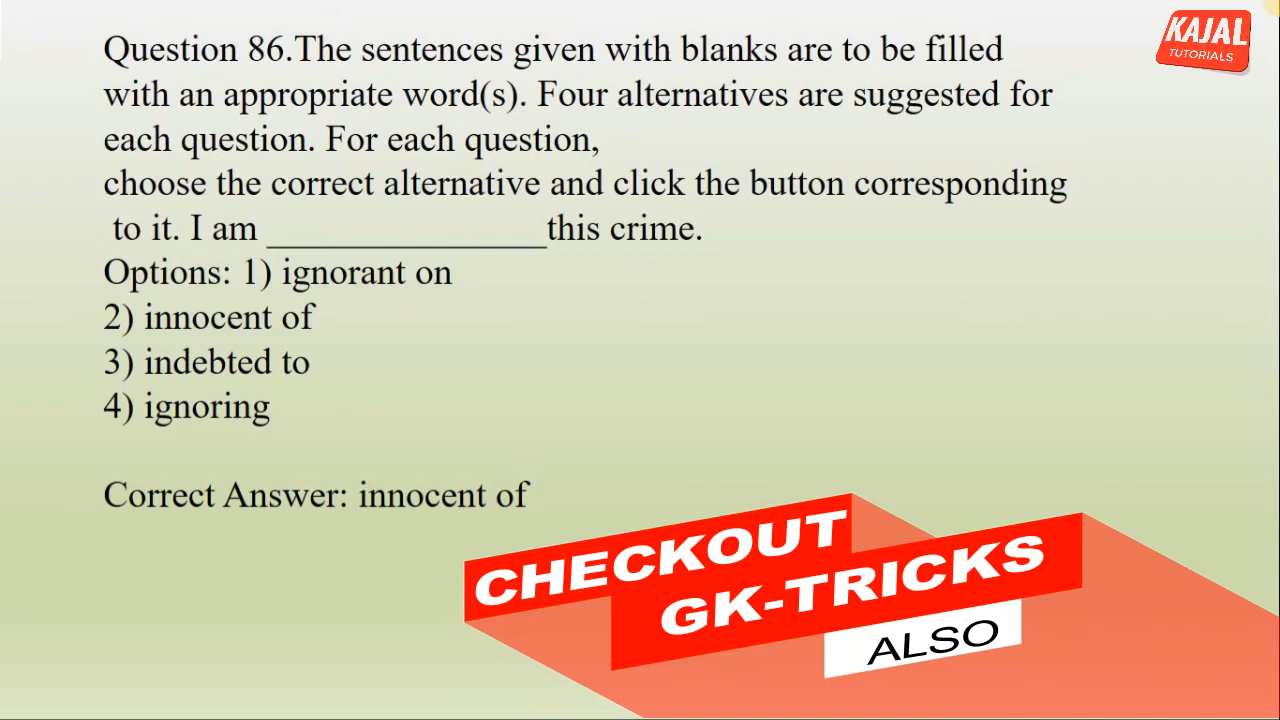 KAJAL
TUTORIALS
Question 86.The sentences given with blanks are to be filled
with an appropriate word(s). Four alternatives are suggested for
each question. For each question,
choose the correct alternative and click the button corresponding
to it. I am _______________this crime.
Options: 1) ignorant on
2) innocent of
3) indebted to
4) ignoring
Correct Answer: innocent of
CHECKOUT
GK-TRICKS
ALSO